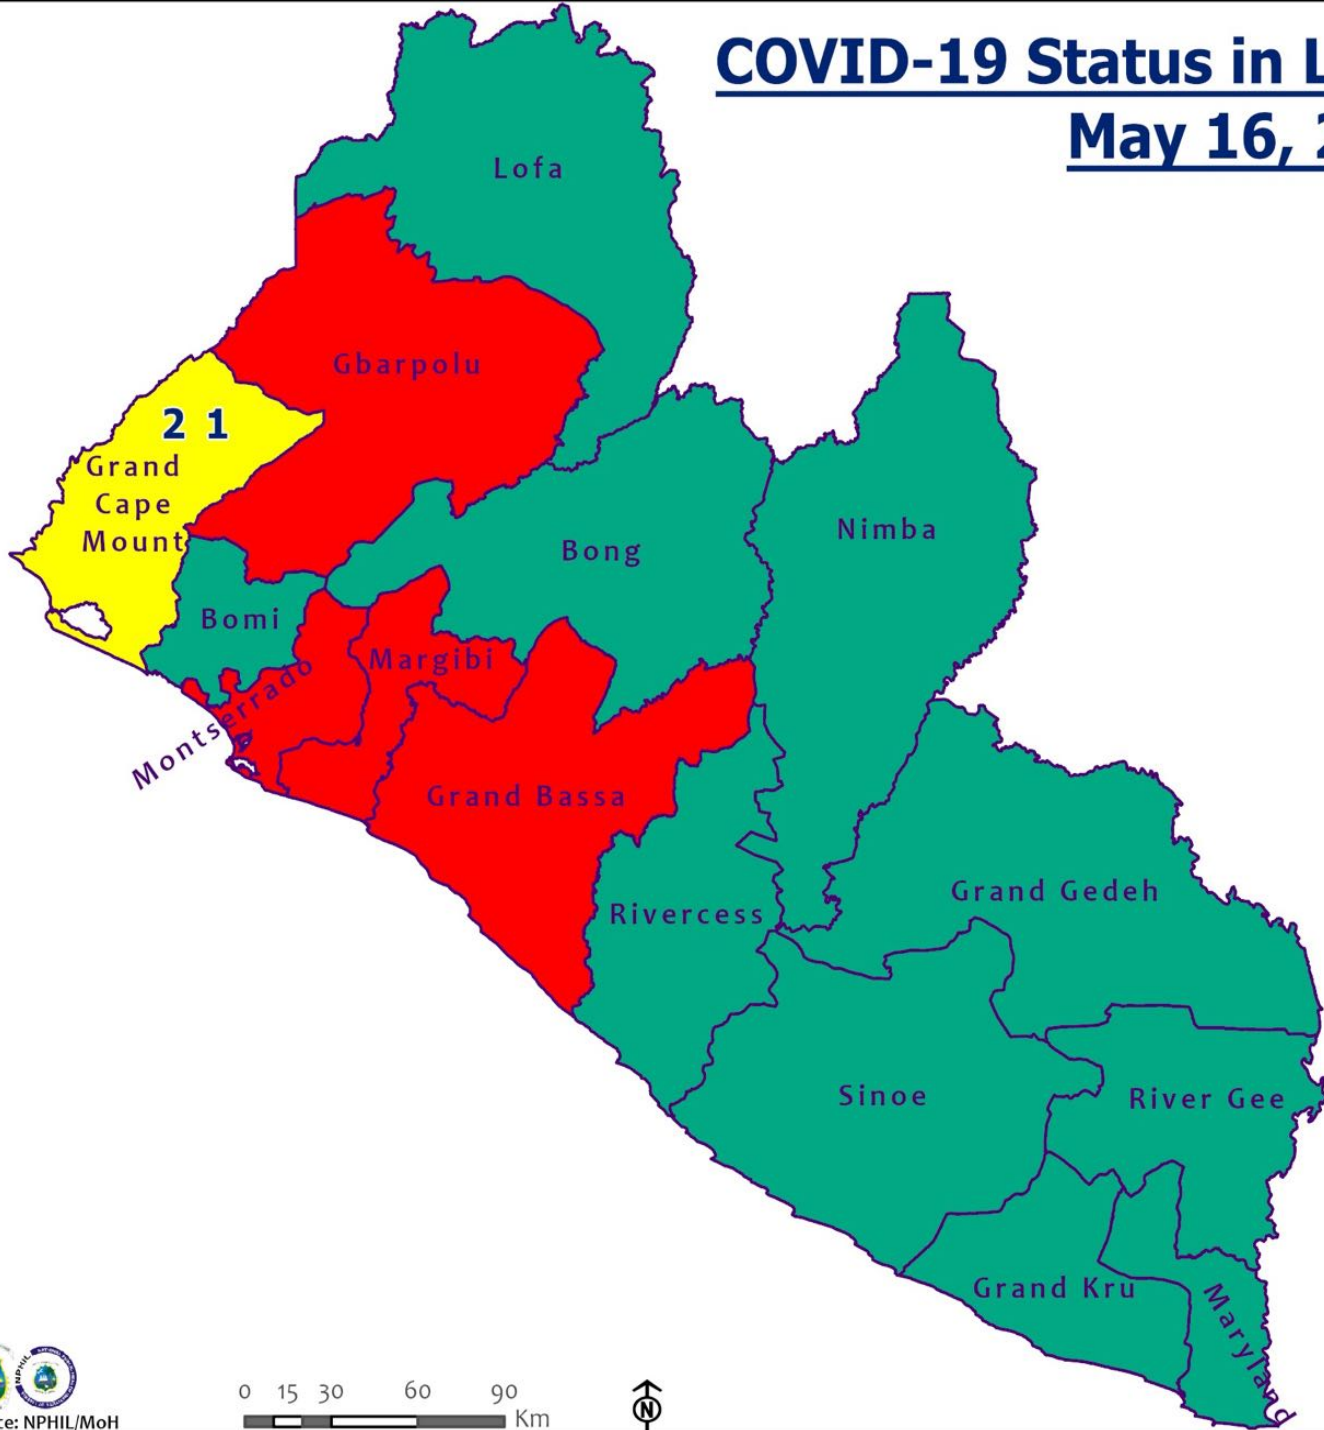 COVID-19 Status in L
May 16, 2
Lofa
Gbarpolu
2 1
Grand
Cape
Mount
Nimba
Bong
Bomi
Margibi
Montserrado
Grand Bassa
Grand Gedeh
Rivercess
Sinoe
River Gee
Grand Kru
Maryland
NPHIL
0 15 30 60 90
Km
N
ce: NPHIL/MoH